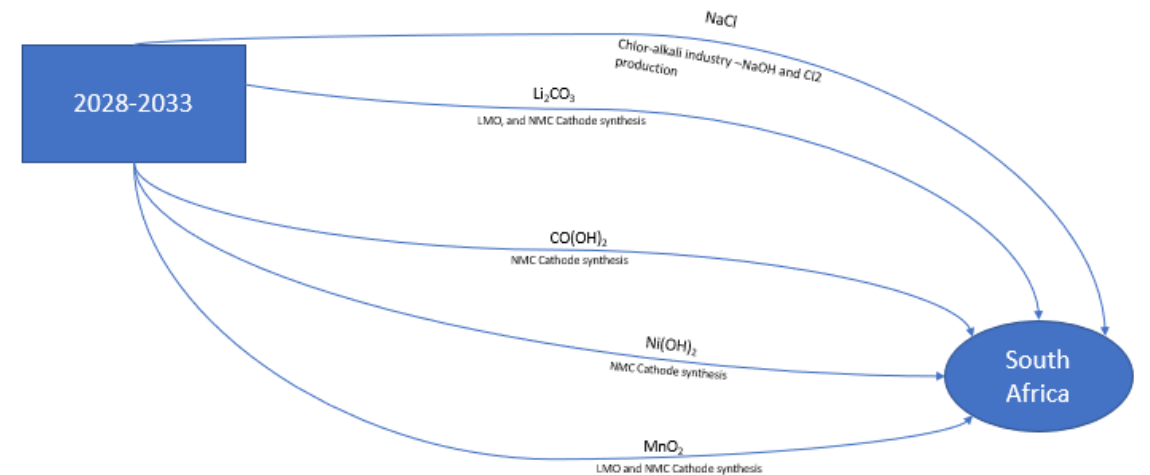 NaCl
Chlor-alkali industry –NaOH and Cl2
production
2028-2033
Li₂CO₃
LMO, and NMC Cathode synthesis
CO(OH)₂
NMC Cathode synthesis
Ni(OH)₂
NMC Cathode synthesis
South
Africa
MnO₂
LMO and NMC Cathode synthesis